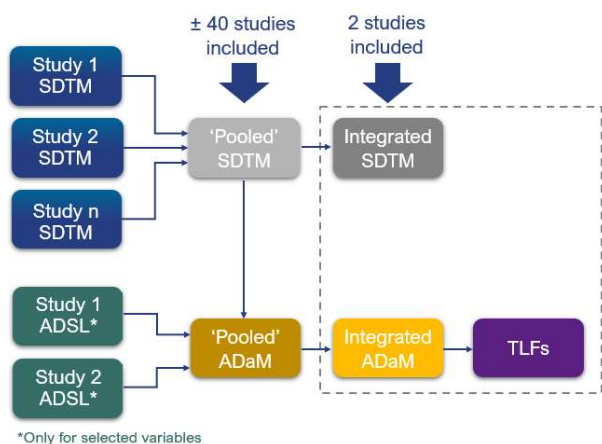 ± 40 studies
included
2 studies
included
Study 1
SDTM
Study 2
SDTM
Study n
SDTM
'Pooled'
SDTM
Integrated
SDTM
Study 1
ADSL*
Study 2
ADSL*
'Pooled'
ADaM
Integrated
ADaM
TLFs
*Only for selected variables